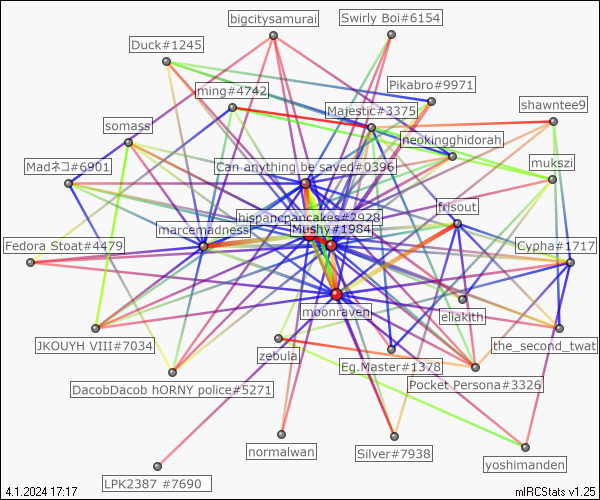 bigcitysamurai
Swirly Boi#6154
Duck#1245
Pikabro#9971
ming#4742
Majestic#3375
shawntee9
somass
neokingghidorah
Madネコ#6901
Can anything be saved#0396
mukszi
hispancpancakes#2928
frisout
marcemadness
Mushy#1984
Fedora Stoat#4479
Cypha#1717
moonraven
eliakith
JKOUYH VIII#7034
zebula
the_second_twat
Eg.Master#1378
DacobDacob hORNY police#5271
Pocket Persona#3326
normalwan
Silver#7938
yoshimanden
LPK2387 #7690
4.1.2024 17:17
mIRCStats v1.25